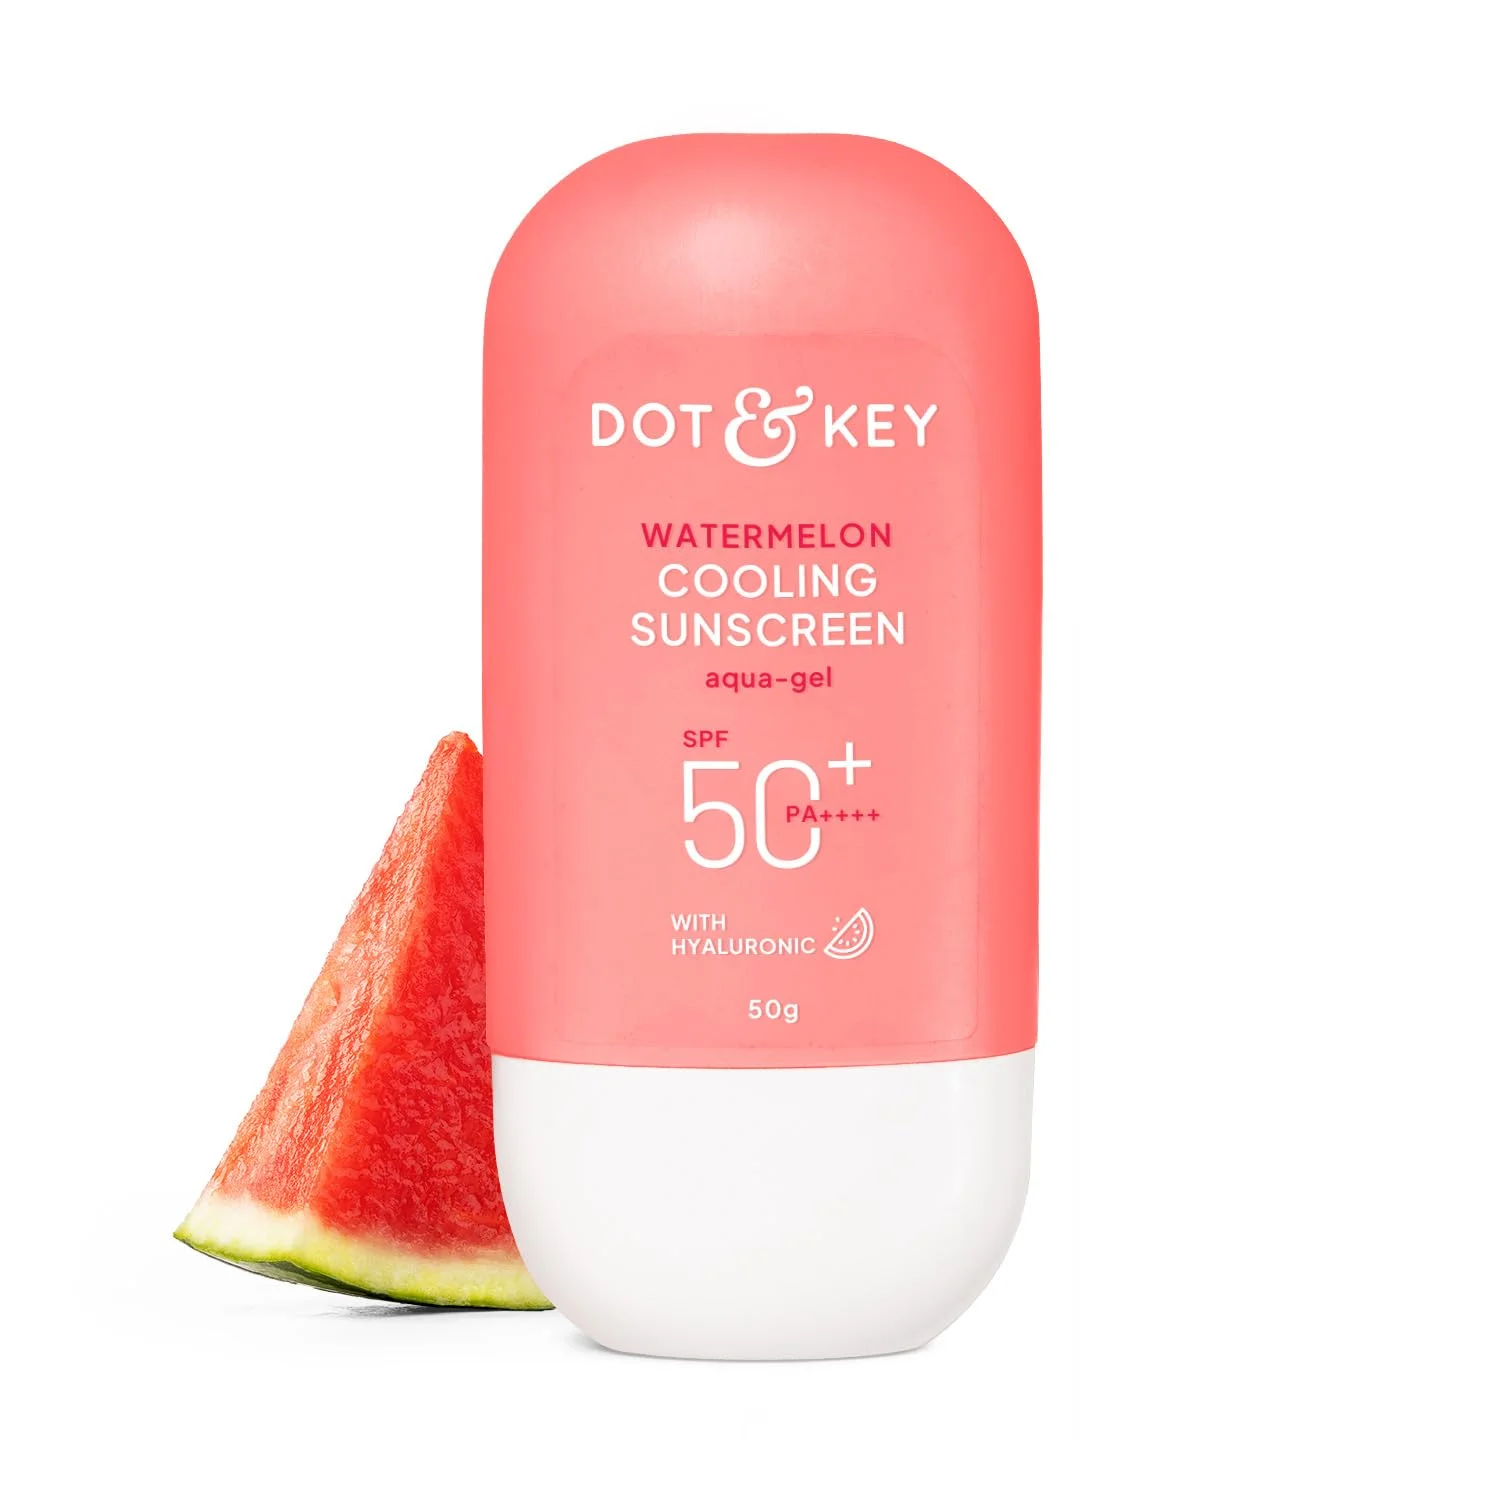 DOT & KEY
WATERMELON
COOLING
SUNSCREEN
aqua-gel
SPF
50+
PA++++
WITH
HYALURONIC
50g